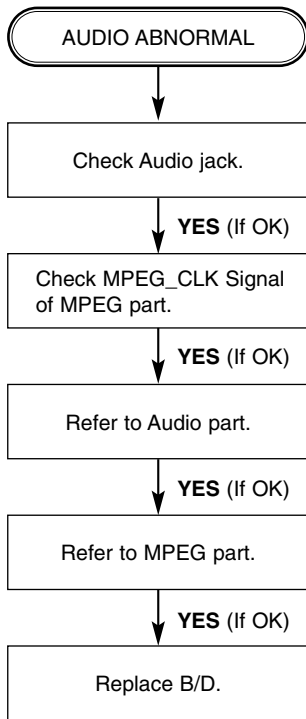 AUDIO ABNORMAL
Check Audio jack.
YES (If OK)
Check MPEG_CLK Signal
of MPEG part.
YES (If OK)
Refer to Audio part.
YES (If OK)
Refer to MPEG part.
YES (If OK)
Replace B/D.